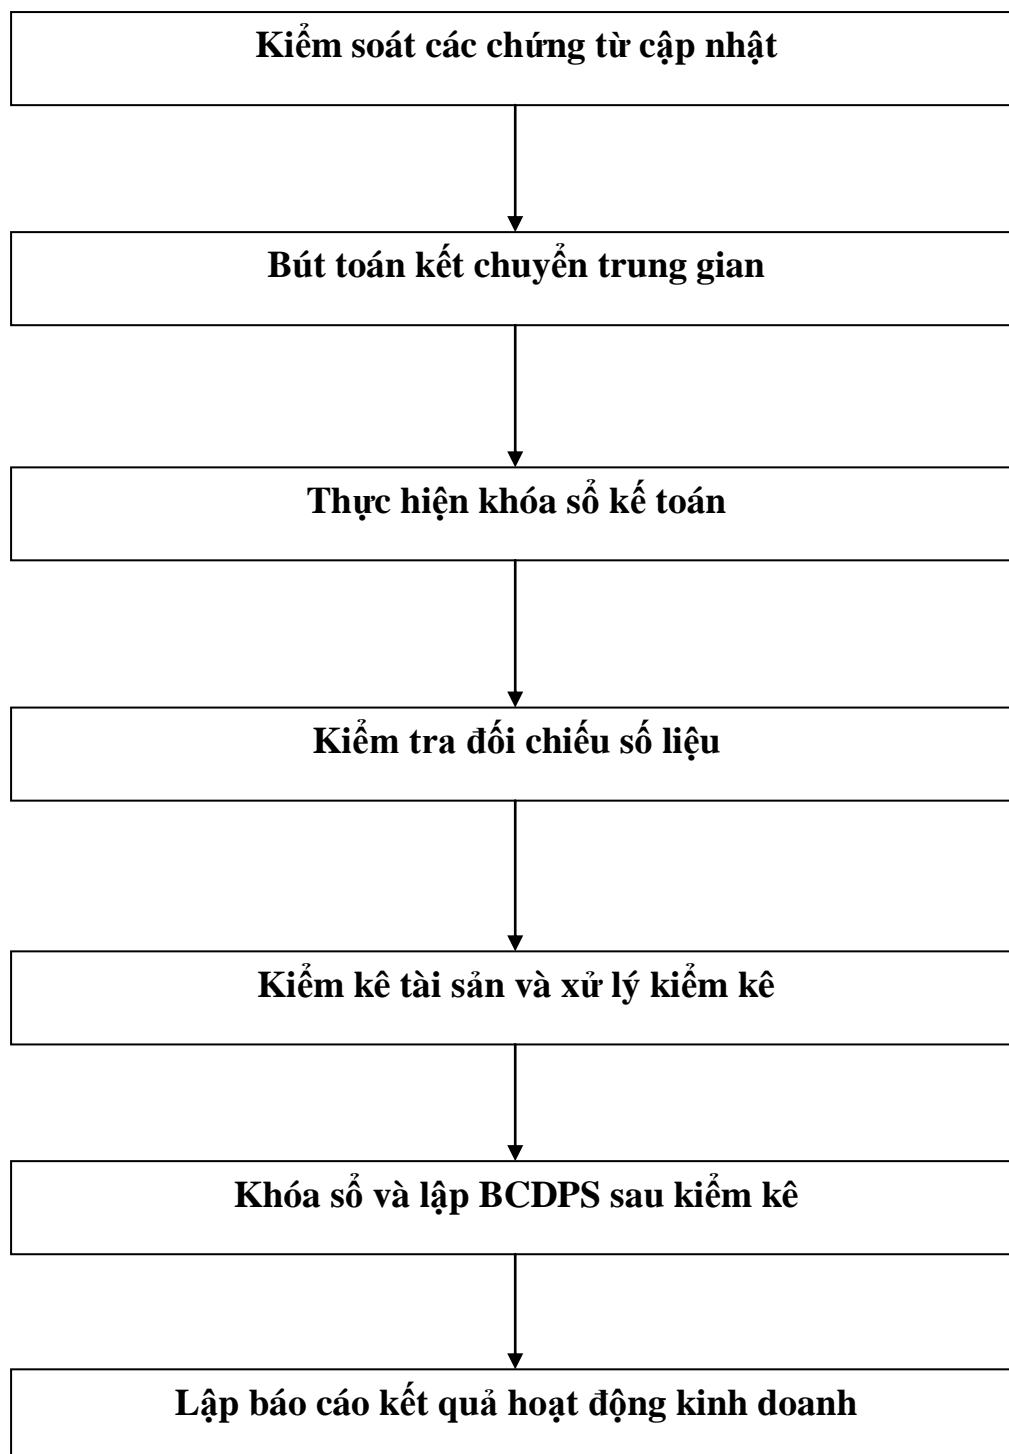 Kiểm soát các chứng từ cập nhật
Bút toán kết chuyển trung gian
Thực hiện khóa sổ kế toán
Kiểm tra đối chiếu số liệu
Kiểm kê tài sản và xử lý kiểm kê
Khóa sổ và lập BCDPS sau kiểm kê
Lập báo cáo kết quả hoạt động kinh doanh